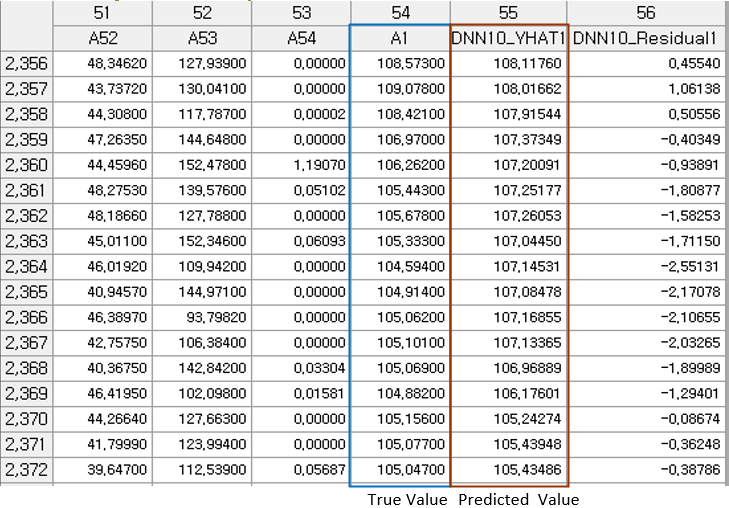 51 52 53 54 55 56
A52 A53 A54 A1 DNN10_YHAT1 DNN10_Residual1
2,356 48,34620 127,93900 0,00000 108,57300 108,11760 0,45540
2,357 43,73720 130,04100 0,00000 109,07800 108,01662 1,06138
2,358 44,30800 117,78700 0,00002 108,42100 107,91544 0,50556
2,359 47,26350 144,64800 0,00000 106,97000 107,37349 -0,40349
2,360 44,45960 152,47800 1,19070 106,26200 107,20091 -0,93891
2,361 48,27530 139,57600 0,05102 105,44300 107,25177 -1,80877
2,362 48,18660 127,78800 0,00000 105,67800 107,26053 -1,58253
2,363 45,01100 152,34600 0,06093 105,33300 107,04450 -1,71150
2,364 46,01920 109,94200 0,00000 104,59400 107,14531 -2,55131
2,365 40,94570 144,97100 0,00000 104,91400 107,08478 -2,17078
2,366 46,38970 93,79820 0,00000 105,06200 107,16855 -2,10655
2,367 42,75750 106,38400 0,00000 105,10100 107,13365 -2,03265
2,368 40,36750 142,84200 0,03304 105,06900 106,96889 -1,89989
2,369 46,41950 102,09800 0,01581 104,88200 106,17601 -1,29401
2,370 44,26640 127,66300 0,00000 105,15600 105,24274 -0,08674
2,371 41,79990 123,99400 0,00000 105,07700 105,43948 -0,36248
2,372 39,64700 112,53900 0,05687 105,04700 105,43486 -0,38786
True Value Predicted Value